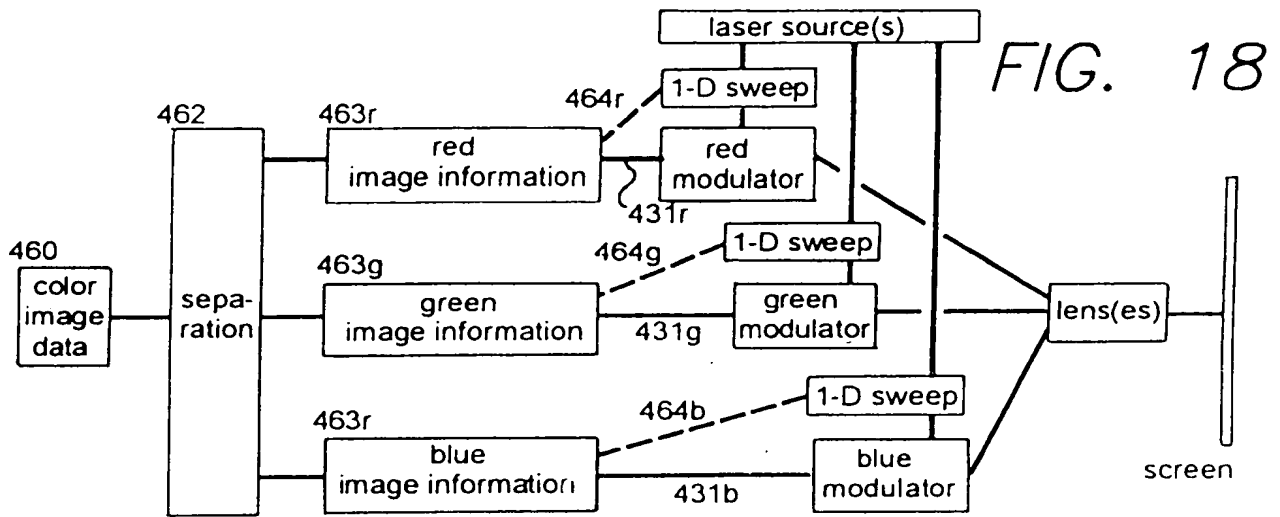 laser source(s)
FIG. 18
1-D sweep
464r
462
463r
red
image information
red
modulator
431r
1-D sweep
464g
460
463g
color
image
data
sepa-
ration
green
image information
green
modulator
431g
lens(es)
1-D sweep
464b
463r
blue
image information
blue
modulator
431b
screen